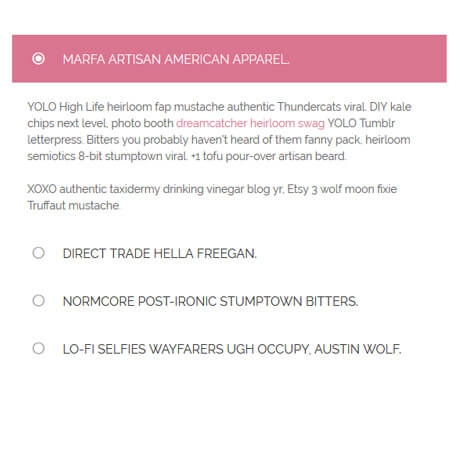 MARFA ARTISAN AMERICAN APPAREL.
YOLO High Life heirloom fap mustache authentic Thundercats viral. DIY kale
chips next level, photo booth dreamcatcher heirloom swag YOLO Tumblr
letterpress. Bitters you probably haven't heard of them fanny pack, heirloom
semiotics 8-bit stumptown viral. +1 tofu pour-over artisan beard.
XOXO authentic taxidermy drinking vinegar blog yr, Etsy 3 wolf moon fixie
Truffaut mustache.
DIRECT TRADE HELLA FREEGAN.
NORMCORE POST-IRONIC STUMPTOWN BITTERS.
LO-FI SELFIES WAYFARERS UGH OCCUPY, AUSTIN WOLF.